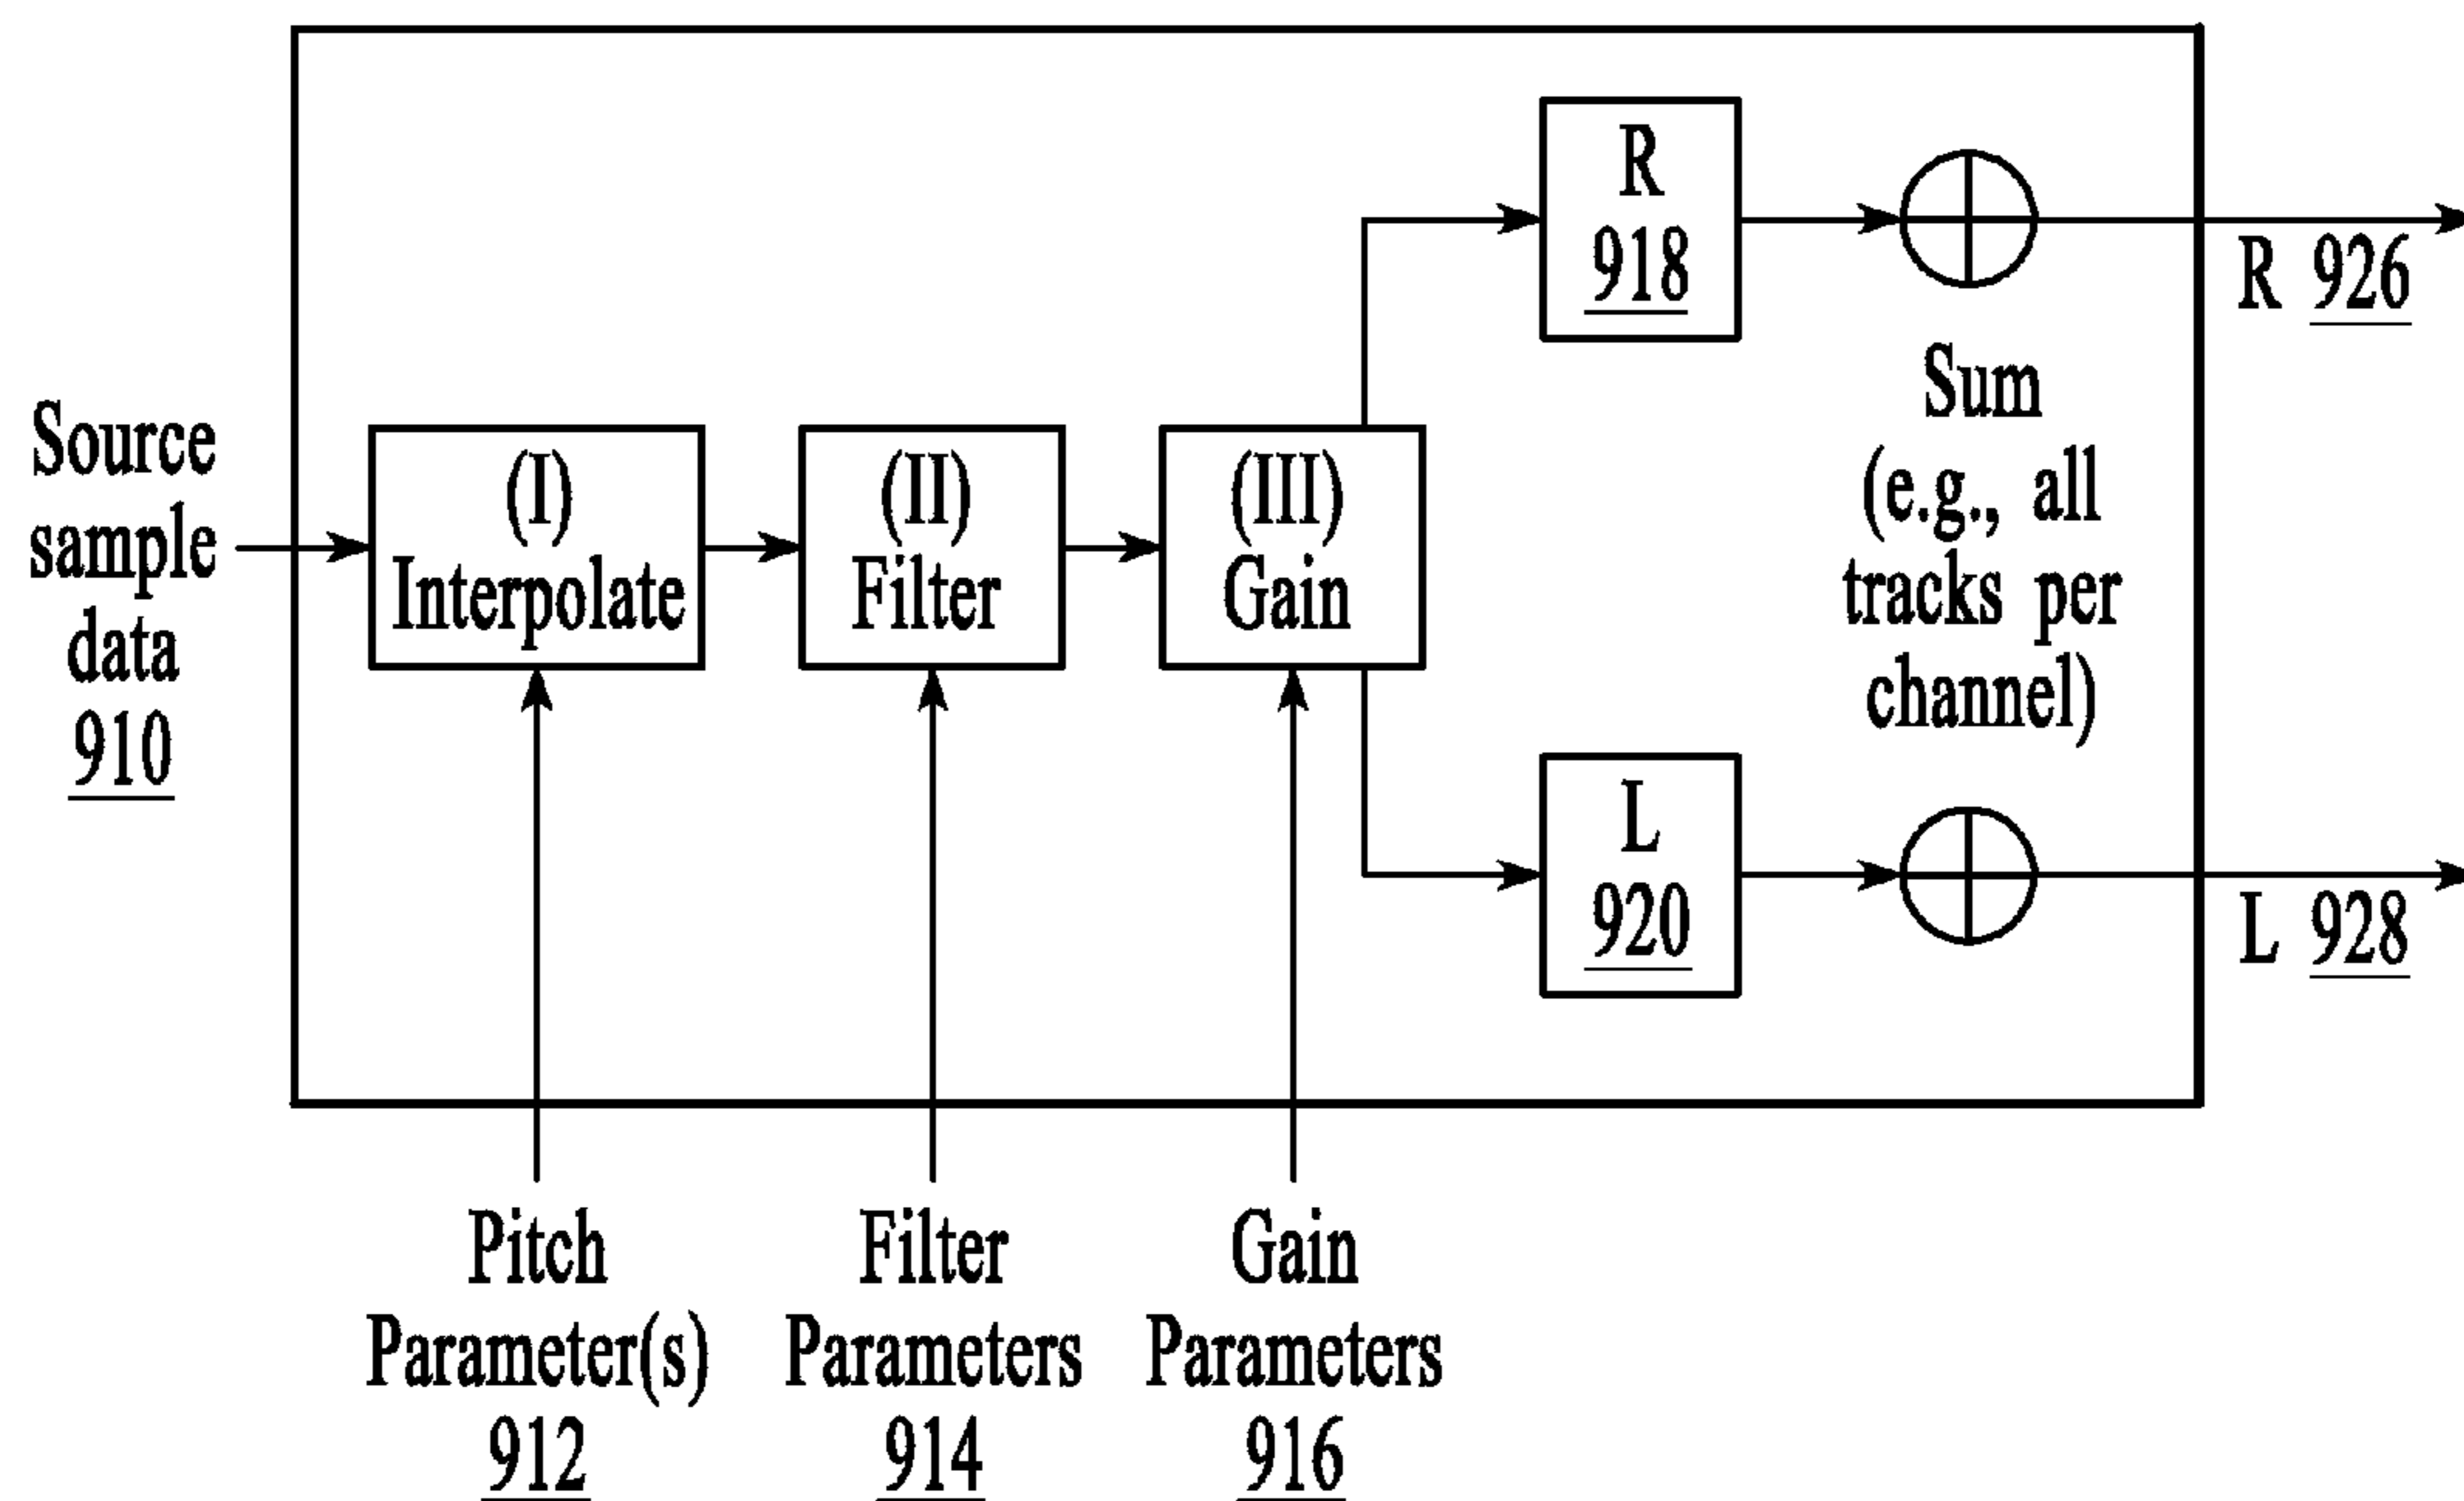 Source
sample
data
910
(I)
Interpolate
(II)
Filter
(III)
Gain
R
918
L
920
Sum
(e.g., all
tracks per
channel)
R 926
L 928
Pitch
Parameter(s)
912
Filter
Parameters
914
Gain
Parameters
916